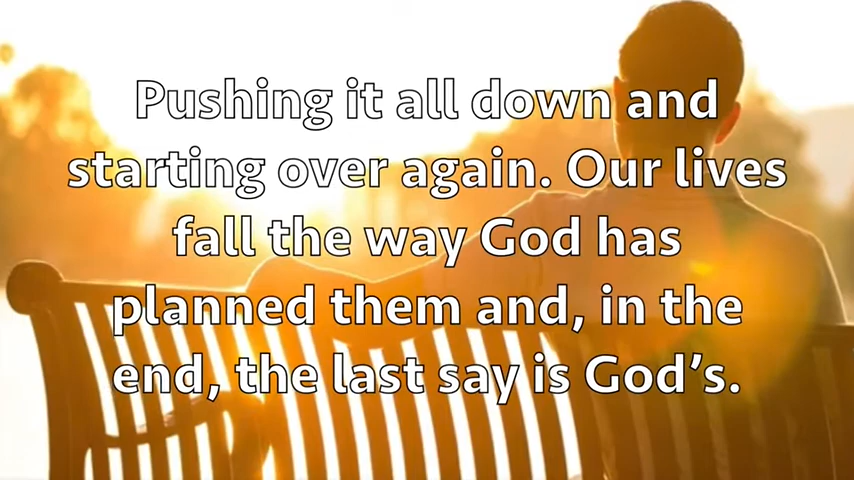 Pushing it all down and
starting over again. Our lives
fall the way God has
planned them and, in the
end, the last say is God’s.